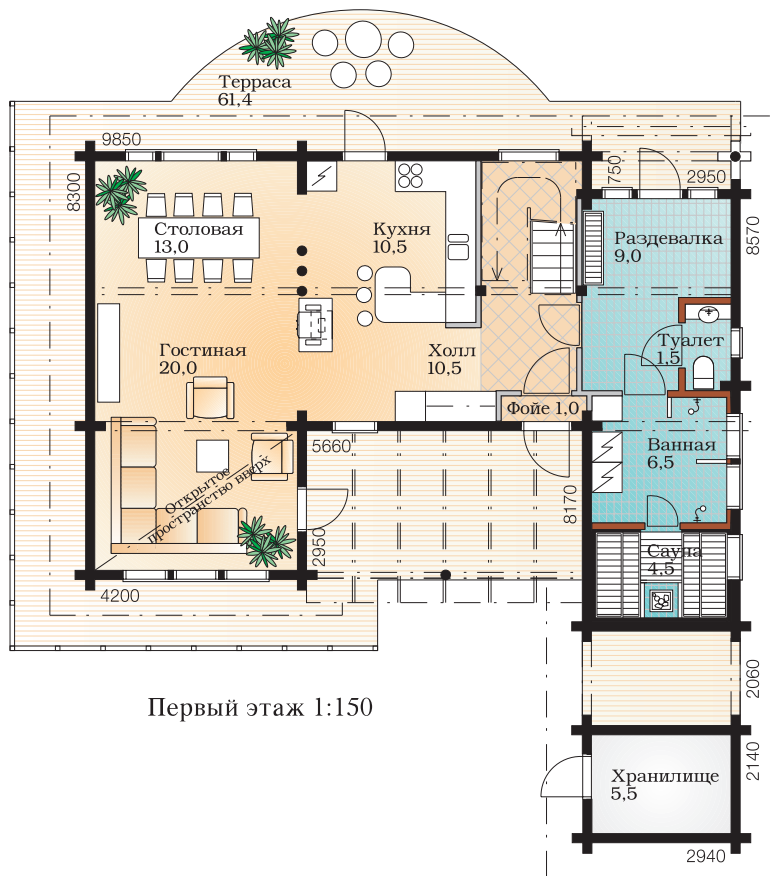 Терраса
61,4
9850
750
2950
8300
8570
Столовая
13,0
Кухня
10,5
Раздевалка
9,0
Гостиная
20,0
Холл
10,5
Туалет
1,5
Фойе 1,0
5660
Ванная
6,5
Открытое
пространство вверх
8170
2950
Сауна
4,5
4200
2060
Первый этаж 1:150
2140
Хранилище
5,5
2940